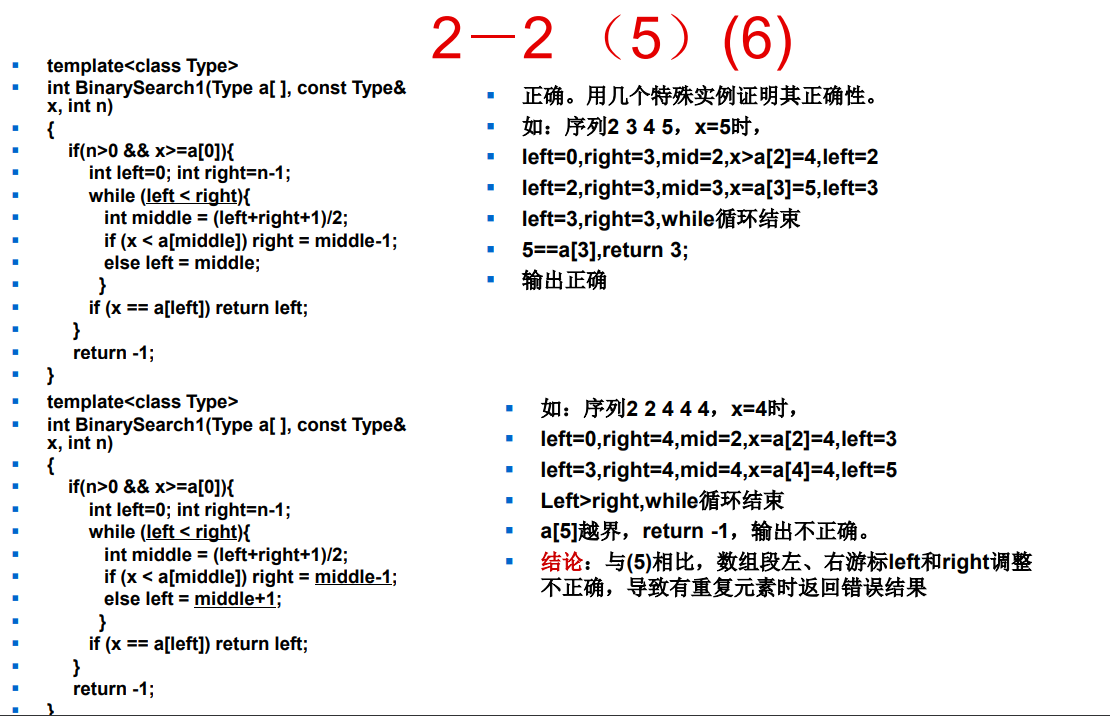 2－2 （5）(6)
template<class Type>
int BinarySearch1(Type a[ ], const Type&
x, int n)
{
if(n>0 && x>=a[0]){
int left=0; int right=n-1;
while (left < right){
int middle = (left+right+1)/2;
if (x < a[middle]) right = middle-1;
else left = middle;
}
if (x == a[left]) return left;
}
return -1;
}
正确。用几个特殊实例证明其正确性。
如：序列2 3 4 5，x=5时，
left=0,right=3,mid=2,x>a[2]=4,left=2
left=2,right=3,mid=3,x=a[3]=5,left=3
left=3,right=3,while循环结束
5==a[3],return 3;
输出正确
template<class Type>
int BinarySearch1(Type a[ ], const Type&
x, int n)
{
if(n>0 && x>=a[0]){
int left=0; int right=n-1;
while (left < right){
int middle = (left+right+1)/2;
if (x < a[middle]) right = middle-1;
else left = middle+1;
}
if (x == a[left]) return left;
}
return -1;
}
如：序列2 2 4 4 4，x=4时，
left=0,right=4,mid=2,x=a[2]=4,left=3
left=3,right=4,mid=4,x=a[4]=4,left=5
Left>right,while循环结束
a[5]越界，return -1，输出不正确。
结论：与(5)相比，数组段左、右游标left和right调整
不正确，导致有重复元素时返回错误结果